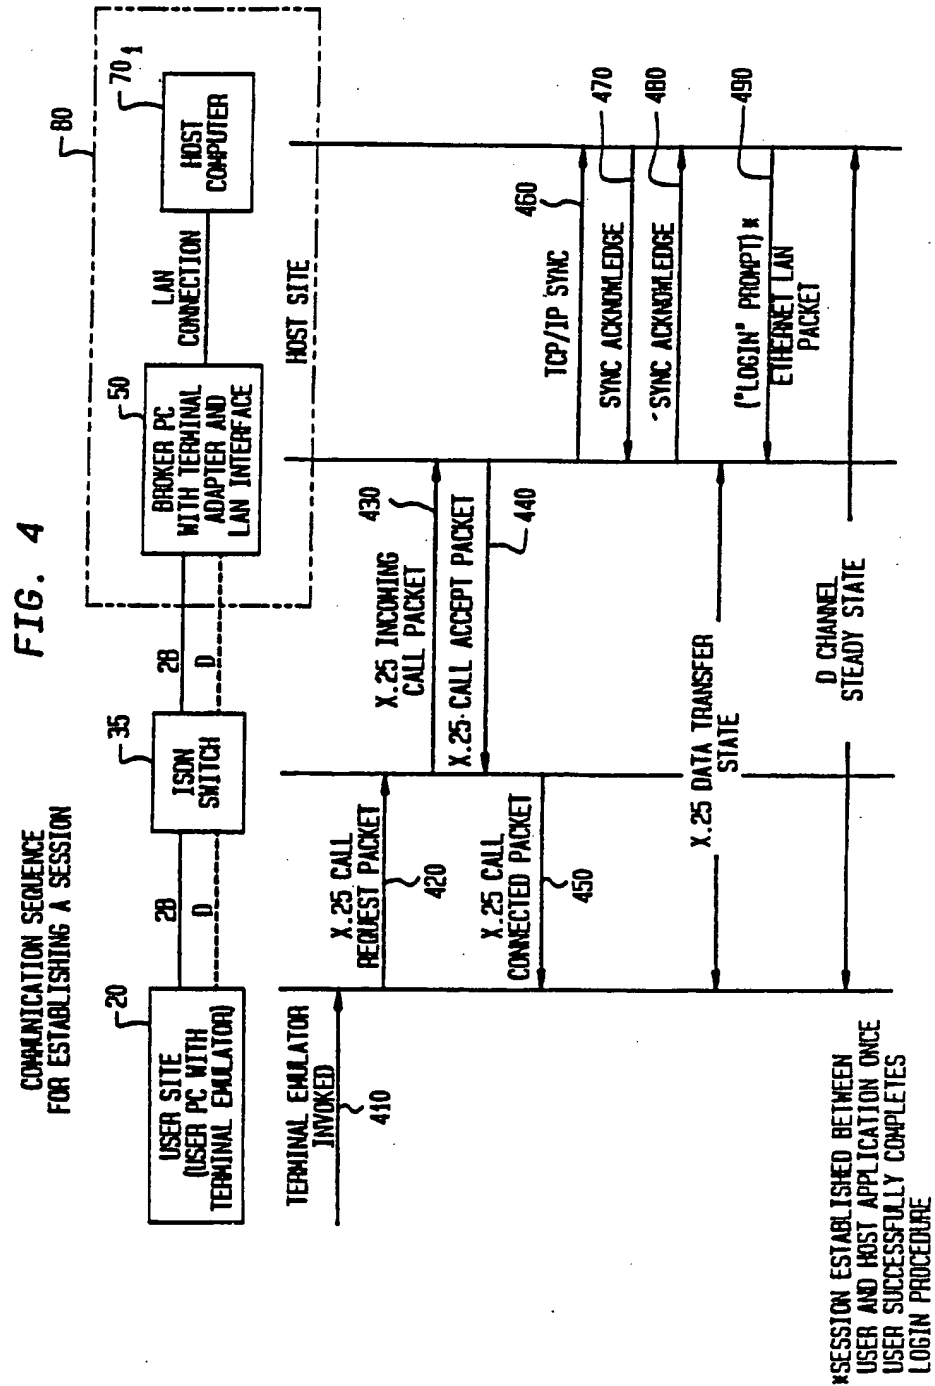 FIG. 4
COMMUNICATION SEQUENCE
FOR ESTABLISHING A SESSION
20
USER SITE
(USER PC WITH
TERMINAL EMULATOR)
2B
D
35
ISDN
SWITCH
2B
D
50
BROKER PC
WITH TERMINAL
ADAPTER AND
LAN INTERFACE
LAN
CONNECTION
70₁
HOST
COMPUTER
80
HOST SITE
TERMINAL EMULATOR
INVOKED
410
X.25 CALL
REQUEST PACKET
420
X.25 INCOMING
CALL PACKET
430
X.25 CALL ACCEPT PACKET
440
X.25 CALL
CONNECTED PACKET
450
TCP/IP SYNC
460
SYNC ACKNOWLEDGE
470
SYNC ACKNOWLEDGE
480
X.25 DATA TRANSFER
STATE
("LOGIN" PROMPT)*
ETHERNET LAN
PACKET
490
D CHANNEL
STEADY STATE
*SESSION ESTABLISHED BETWEEN
USER AND HOST APPLICATION ONCE
USER SUCCESSFULLY COMPLETES
LOGIN PROCEDURE